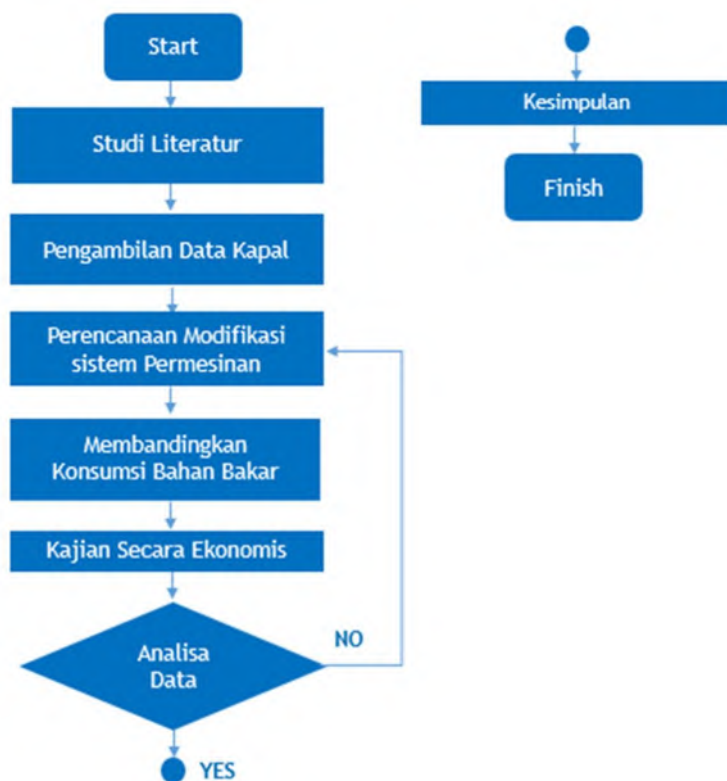 Start
Studi Literatur
Pengambilan Data Kapal
Perencanaan Modifikasi
sistem Permesinan
Membandingkan
Konsumsi Bahan Bakar
Kajian Secara Ekonomis
Analisa
Data
NO
YES
Kesimpulan
Finish